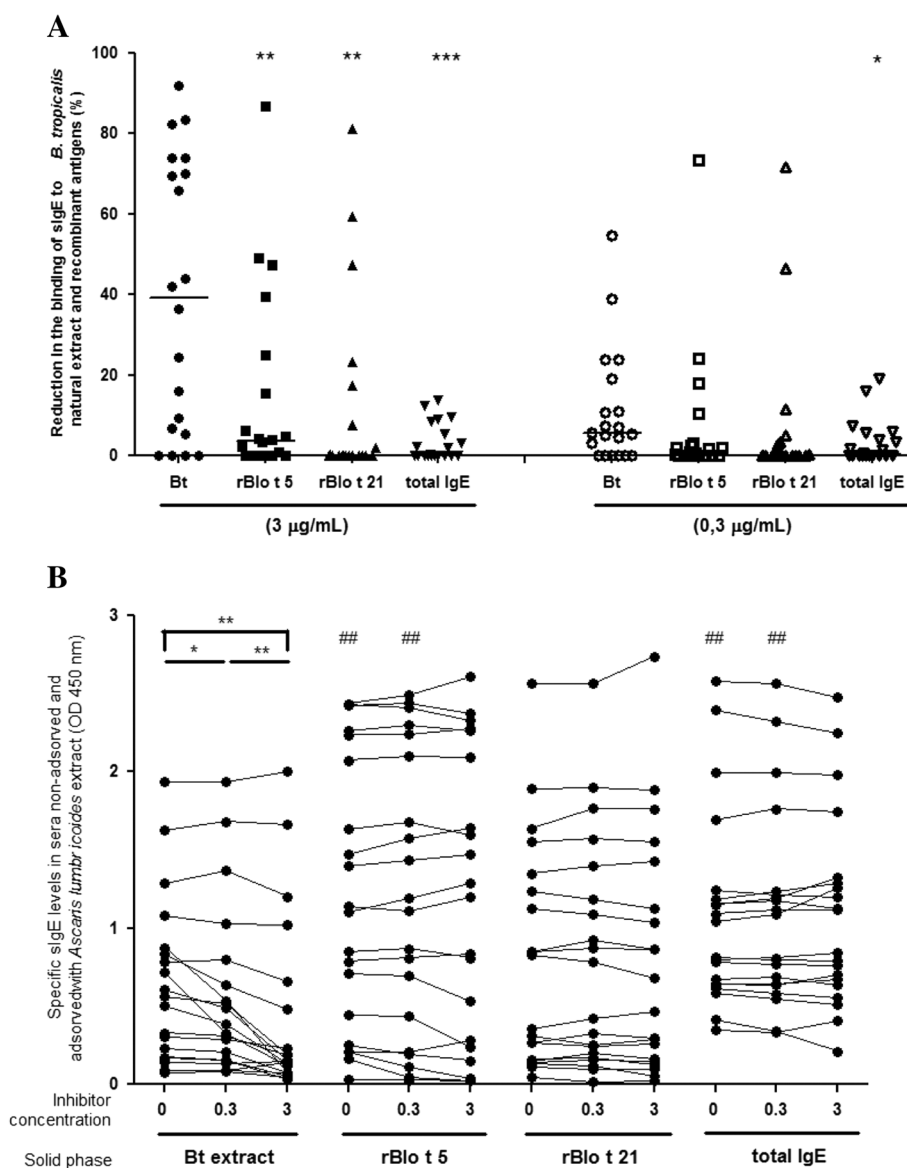 A
Reduction in the binding of sIgE to B. tropicalis
natural extract and recombinant antigens (%)
100
80
60
40
20
0
** ** *** *
Bt rBlo t 5 rBlo t 21 total IgE Bt rBlo t 5 rBlo t 21 total IgE
(3 μg/mL) (0,3 μg/mL)
B
Specific sIgE levels in sera non-adsorved and
adsorvedwith Ascaris lumbr icoides extract (OD 450 nm)
3
2
1
0
**
* **
## ## ## ##
Inhibitor
concentration
0 0.3 3 0 0.3 3 0 0.3 3 0 0.3 3
Solid phase Bt extract rBlo t 5 rBlo t 21 total IgE